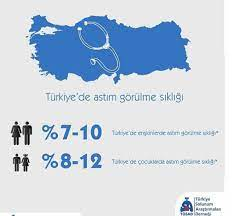 Türkiye'de astım görülme sıklığı
%7-10
Türkiye'de erişkinlerde astım görülme sıklığı*
%8-12
Türkiye'de çocuklarda astım görülme sıklığı*
Türkiye
Solunum
Araştırmaları
Derneği
TÜSAD